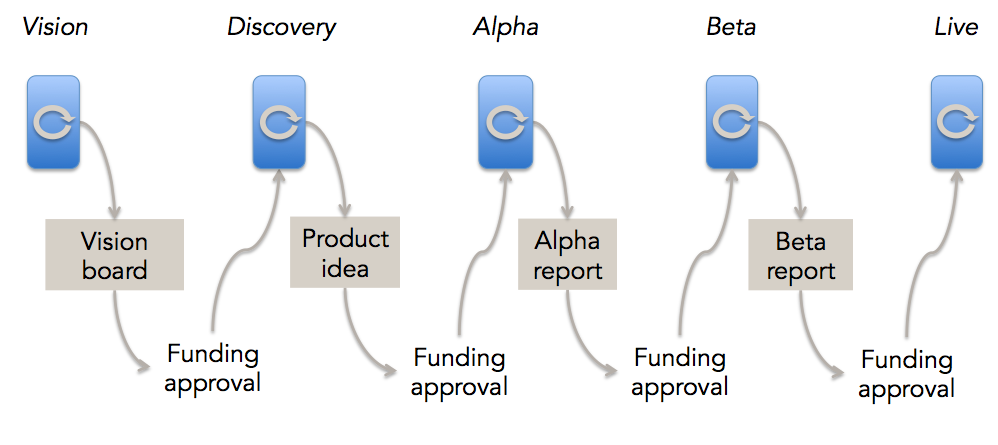 Vision
Discovery
Alpha
Beta
Live
Vision
board
Product
idea
Alpha
report
Beta
report
Funding
approval
Funding
approval
Funding
approval
Funding
approval